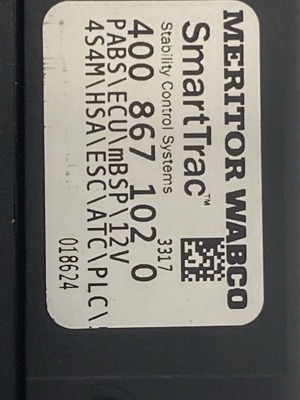 MERITOR WABCO
SmartTrac™
Stability Control Systems
3317
400 867 102 0
PABS\ECU\mBSP\12V
4S4M\HSA\ESC\ATC\PLC\
018624